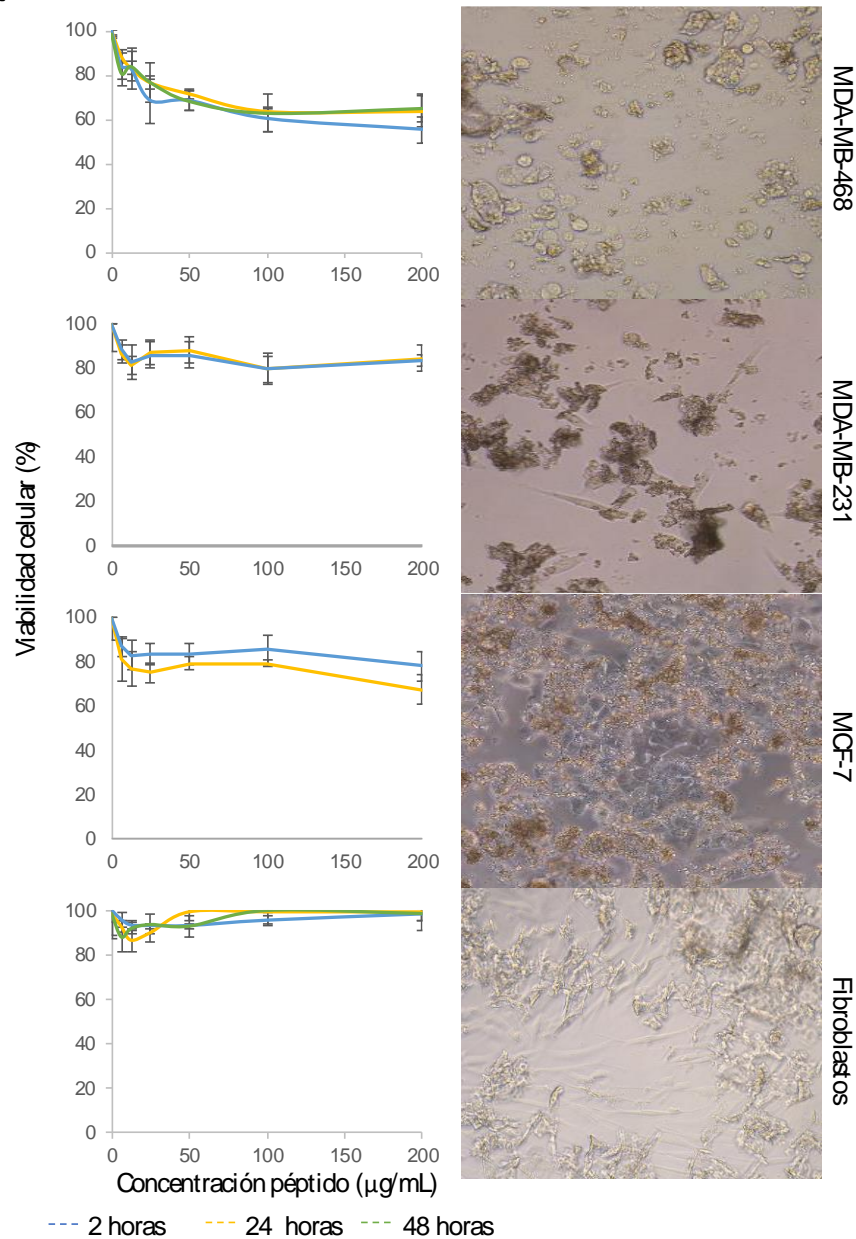 100
80
60
40
20
0
0 50 100 150 200
MDA-MB-468
100
80
60
40
20
0
0 50 100 150 200
MDA-MB-231
Viabilidad celular (%)
100
80
60
40
20
0
0 50 100 150 200
MCF-7
100
80
60
40
20
0
0 50 100 150 200
Fibroblastos
Concentración péptido (µg/mL)
2 horas 24 horas 48 horas